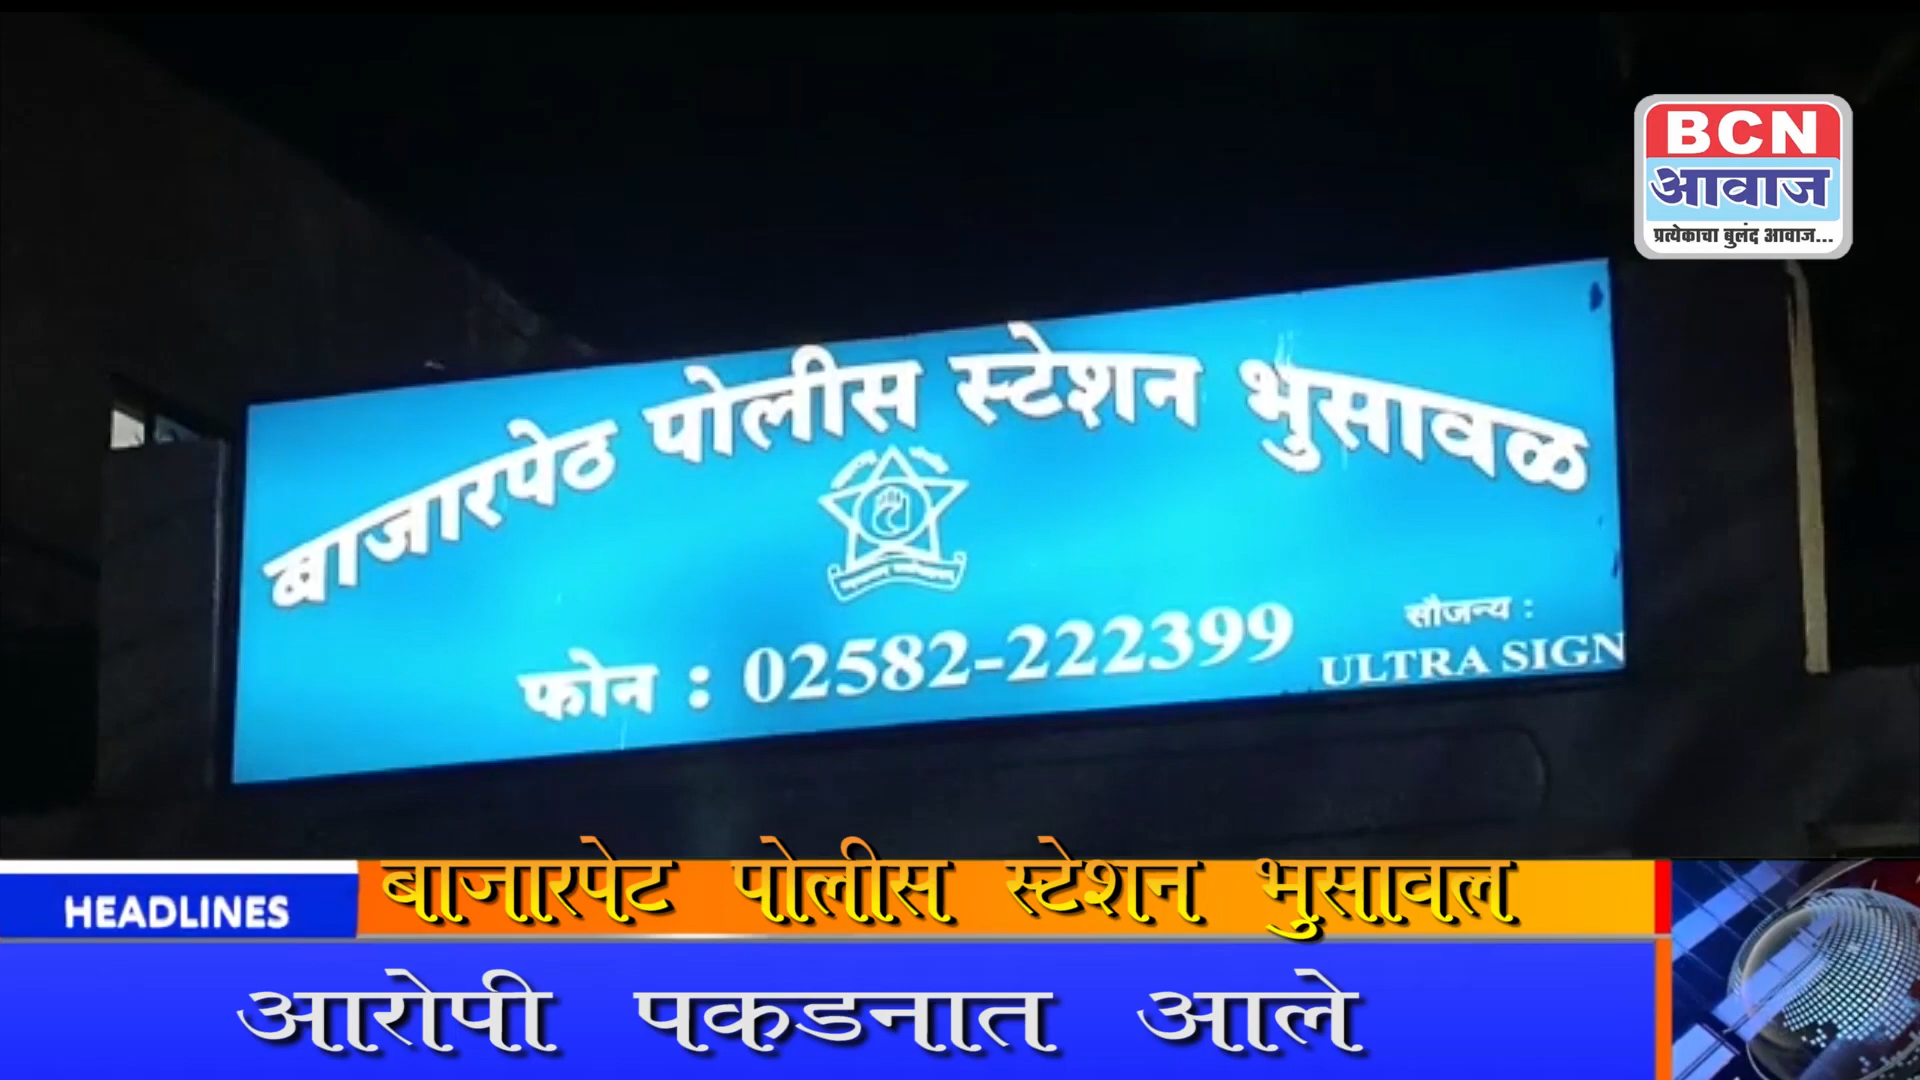 BCN
आवाज
प्रत्येकाचा बुलंद आवाज...
बाजारपेठ पोलीस स्टेशन भुसावळ
फोन : 02582-222399
सौजन्य :
ULTRA SIGN
HEADLINES
बाजारपेट पोलीस स्टेशन भुसावल
आरोपी पकडनात आले